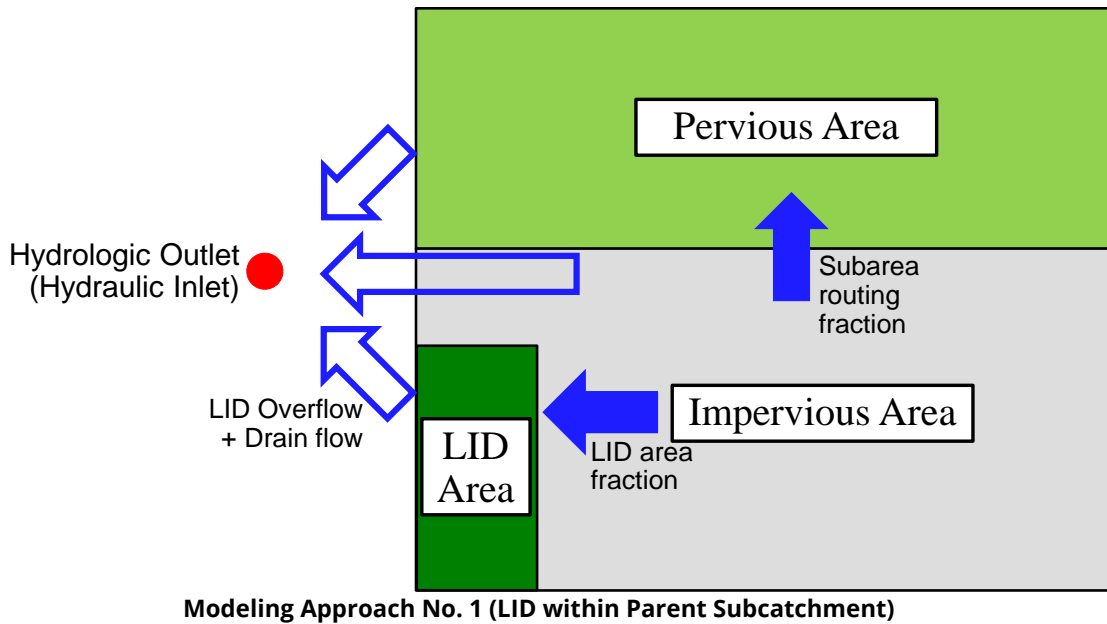 Pervious Area
Hydrologic Outlet
(Hydraulic Inlet)
Subarea
routing
fraction
LID Overflow
+ Drain flow
LID
Area
LID area
fraction
Impervious Area
Modeling Approach No. 1 (LID within Parent Subcatchment)